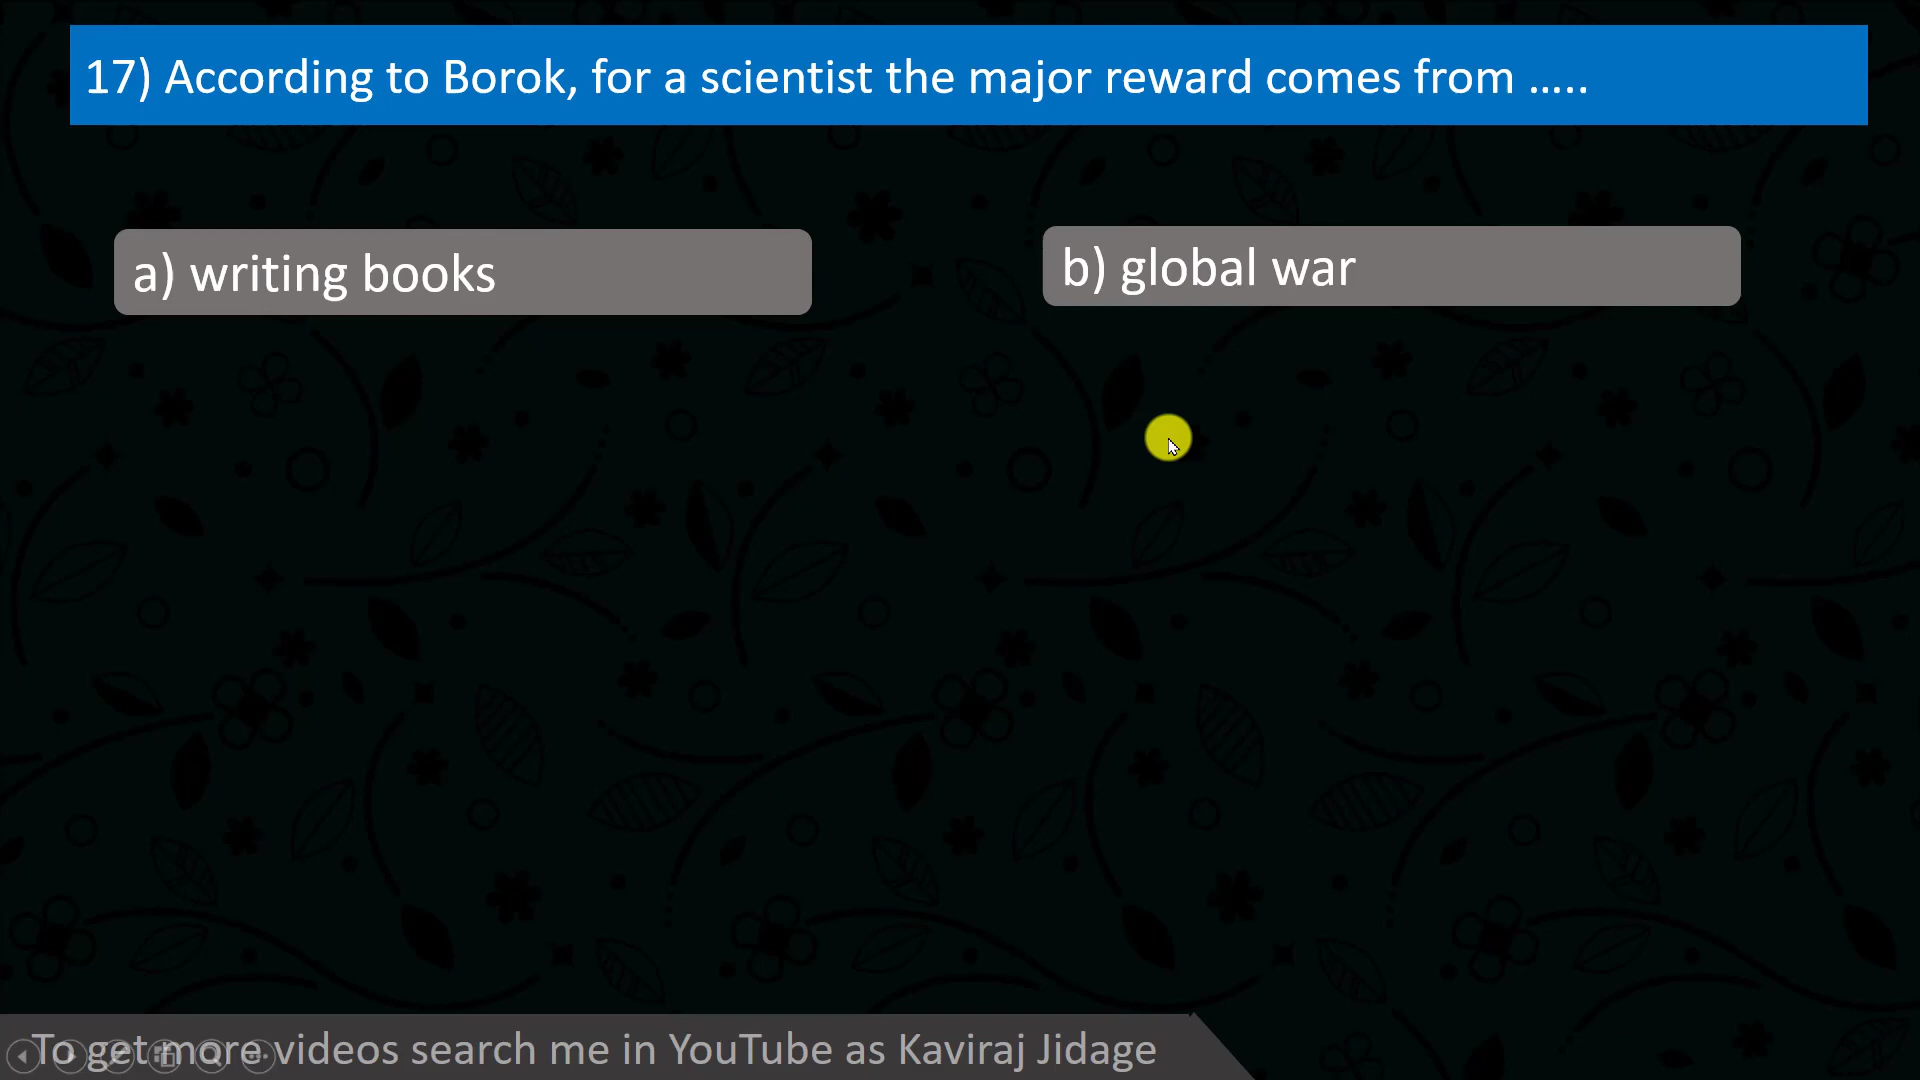 17) According to Borok, for a scientist the major reward comes from …..
a) writing books
b) global war
To get more videos search me in YouTube as Kaviraj Jidage